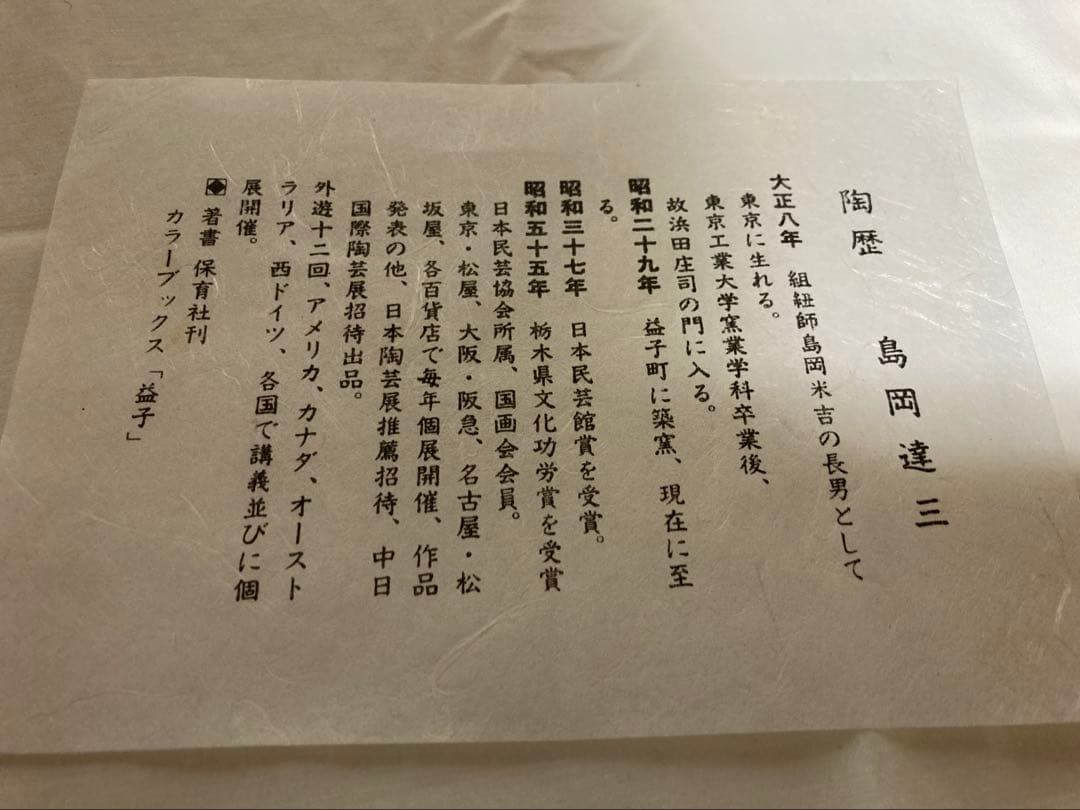 陶歴　島岡達三
大正八年　組紐師島岡米吉の長男として
東京に生れる。
東京工業大学窯業学科卒業後、
故浜田庄司の門に入る。
昭和二十九年　益子町に築窯、現在に至
る。
昭和三十七年　日本民芸館賞を受賞。
昭和五十五年　栃木県文化功労賞を受賞
日本民芸協会所属、国画会会員。
東京・松屋、大阪・阪急、名古屋・松
坂屋、各百貨店で毎年個展開催、作品
発表の他、日本陶芸展推薦招待、中日
国際陶芸展招待出品。
外遊十二回、アメリカ、カナダ、オースト
ラリア、西ドイツ、各国で講義並びに個
展開催。
◈著書 保育社刊
カラーブックス「益子」